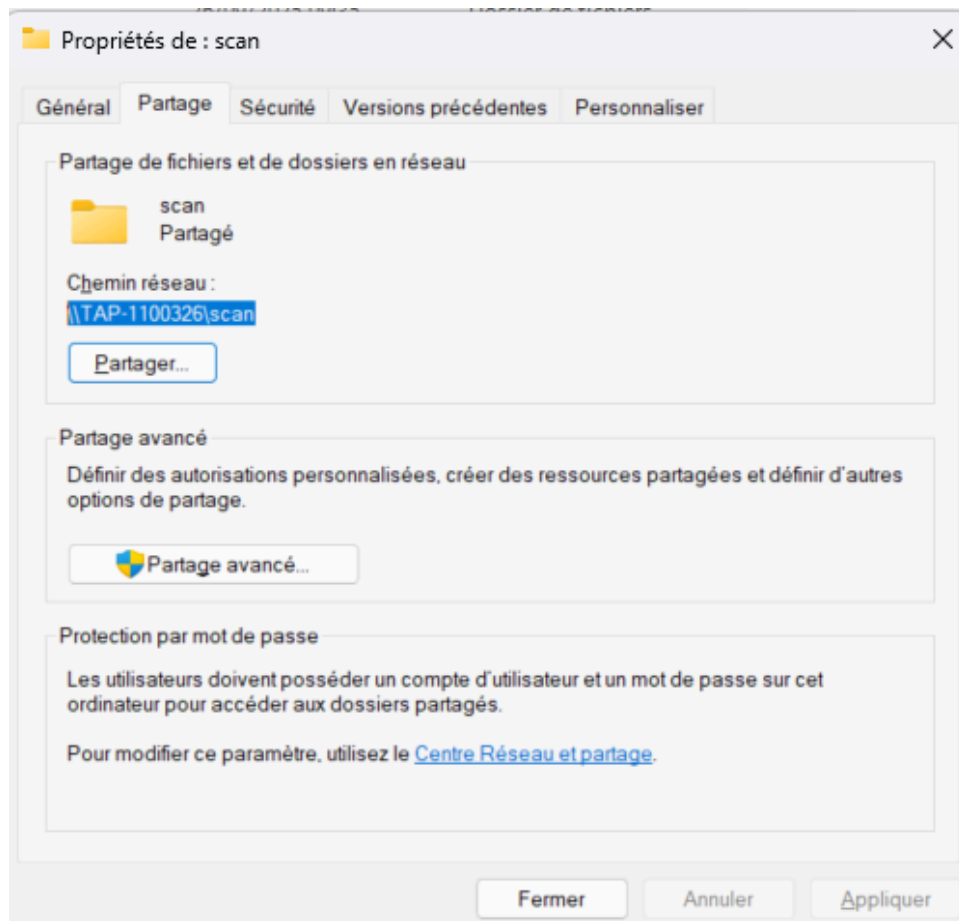 Propriétés de : scan
Général
Partage
Sécurité
Versions précédentes
Personnaliser
Partage de fichiers et de dossiers en réseau
scan
Partagé
Chemin réseau :
\\TAP-1100326\scan
Partager...
Partage avancé
Définir des autorisations personnalisées, créer des ressources partagées et définir d'autres
options de partage.
Partage avancé...
Protection par mot de passe
Les utilisateurs doivent posséder un compte d'utilisateur et un mot de passe sur cet
ordinateur pour accéder aux dossiers partagés.
Pour modifier ce paramètre, utilisez le Centre Réseau et partage.
Fermer
Annuler
Appliquer